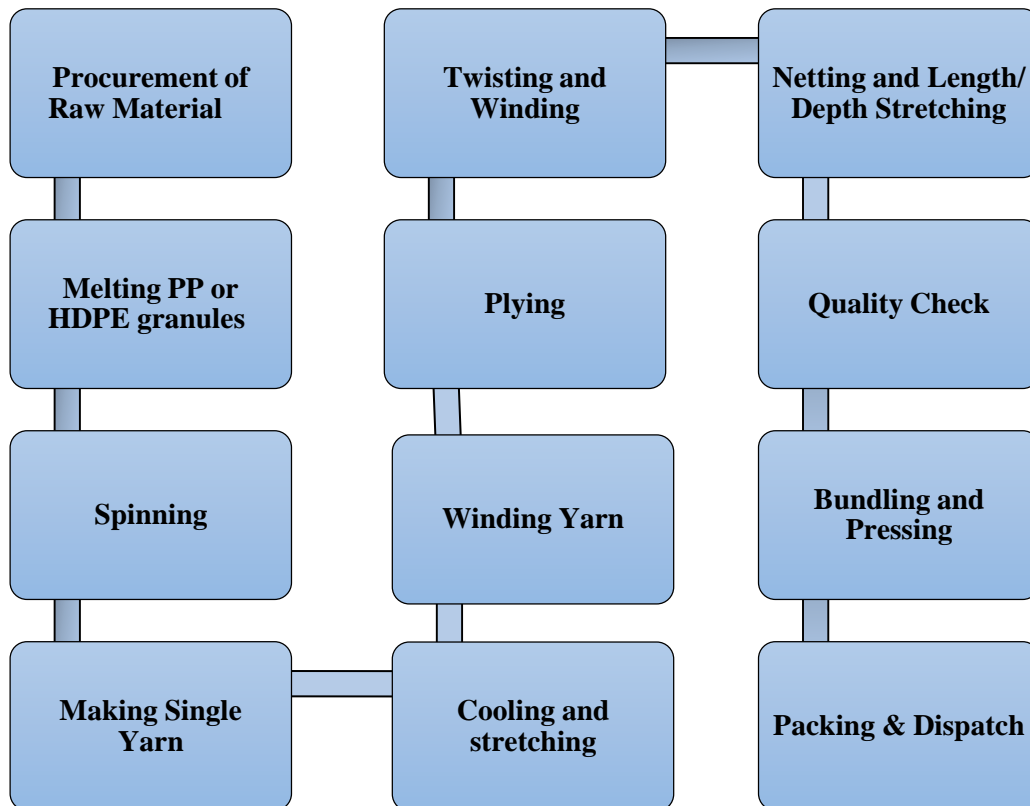 Procurement of
Raw Material
Melting PP or
HDPE granules
Spinning
Making Single
Yarn
Cooling and
stretching
Winding Yarn
Plying
Twisting and
Winding
Netting and Length/
Depth Stretching
Quality Check
Bundling and
Pressing
Packing & Dispatch